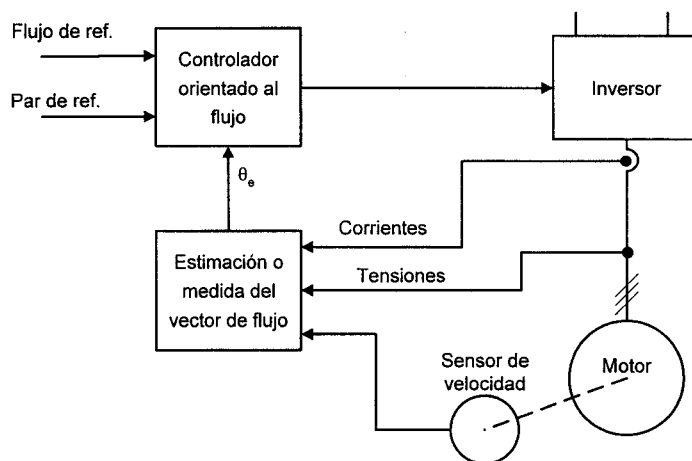 Flujo de ref.
Par de ref.
Controlador
orientado al
flujo
Inversor
θe
Corrientes
Tensiones
Estimación o
medida del
vector de flujo
Sensor de
velocidad
Motor